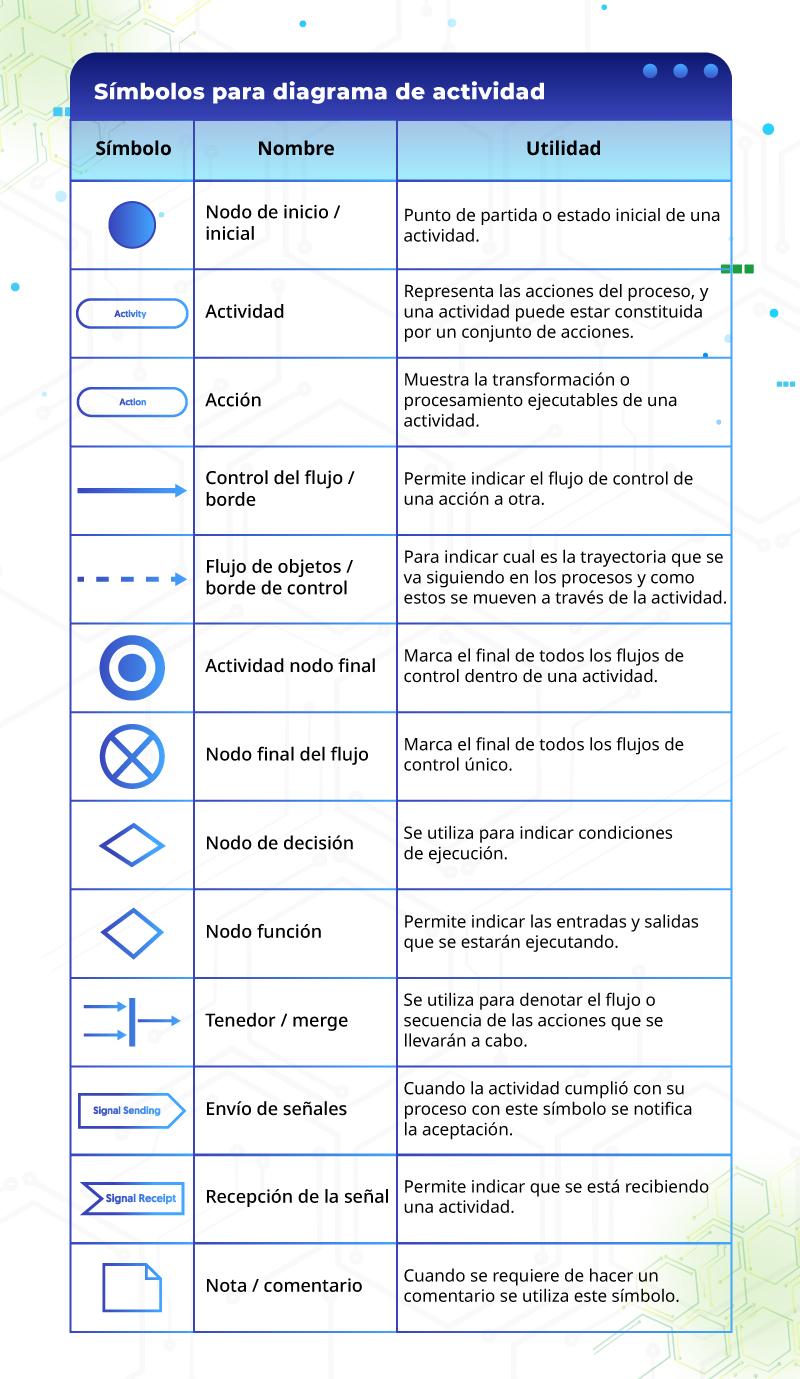 Símbolos para diagrama de actividad
Símbolo
Nombre
Utilidad
Nodo de inicio /
inicial
Punto de partida o estado inicial de una
actividad.
Activity
Actividad
Representa las acciones del proceso, y
una actividad puede estar constituida
por un conjunto de acciones.
Action
Acción
Muestra la transformación o
procesamiento ejecutables de una
actividad.
Control del flujo /
borde
Permite indicar el flujo de control de
una acción a otra.
Flujo de objetos /
borde de control
Para indicar cual es la trayectoria que se
va siguiendo en los procesos y como
estos se mueven a través de la actividad.
Actividad nodo final
Marca el final de todos los flujos de
control dentro de una actividad.
Nodo final del flujo
Marca el final de todos los flujos de
control único.
Nodo de decisión
Se utiliza para indicar condiciones
de ejecución.
Nodo función
Permite indicar las entradas y salidas
que se estarán ejecutando.
Tenedor / merge
Se utiliza para denotar el flujo o
secuencia de las acciones que se
llevarán a cabo.
Signal Sending
Envío de señales
Cuando la actividad cumplió con su
proceso con este símbolo se notifica
la aceptación.
Signal Receipt
Recepción de la señal
Permite indicar que se está recibiendo
una actividad.
Nota / comentario
Cuando se requiere de hacer un
comentario se utiliza este símbolo.